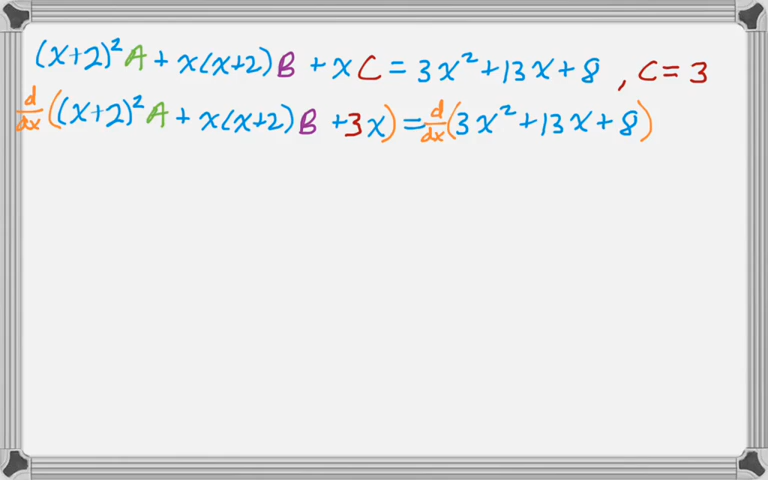 (x+2)²A + x(x+2)B + xC = 3x² + 13x + 8 , C = 3
d/dx((x+2)²A + x(x+2)B + 3x) = d/dx(3x² + 13x + 8)